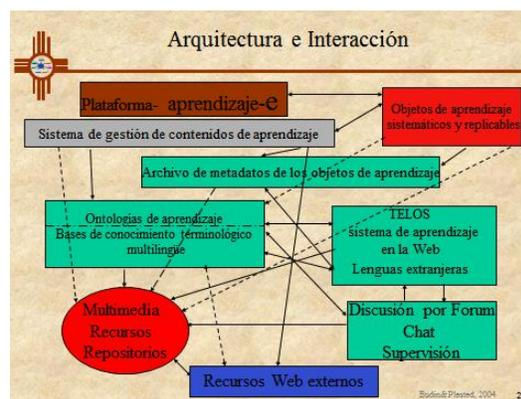 Arquitectura e Interacción
Plataforma- aprendizaje-e
Objetos de aprendizaje
sistemáticos y replicables
Sistema de gestión de contenidos de aprendizaje
Archivo de metadatos de los objetos de aprendizaje
Ontologías de aprendizaje
Bases de conocimiento términológico
multilingüe
TELOS
sistema de aprendizaje
en la Web
Lenguas extranjeras
Multimedia
Recursos
Repositorios
Discusión por Forum
Chat
Supervisión
Recursos Web externos
Budin& Plested, 2004
2